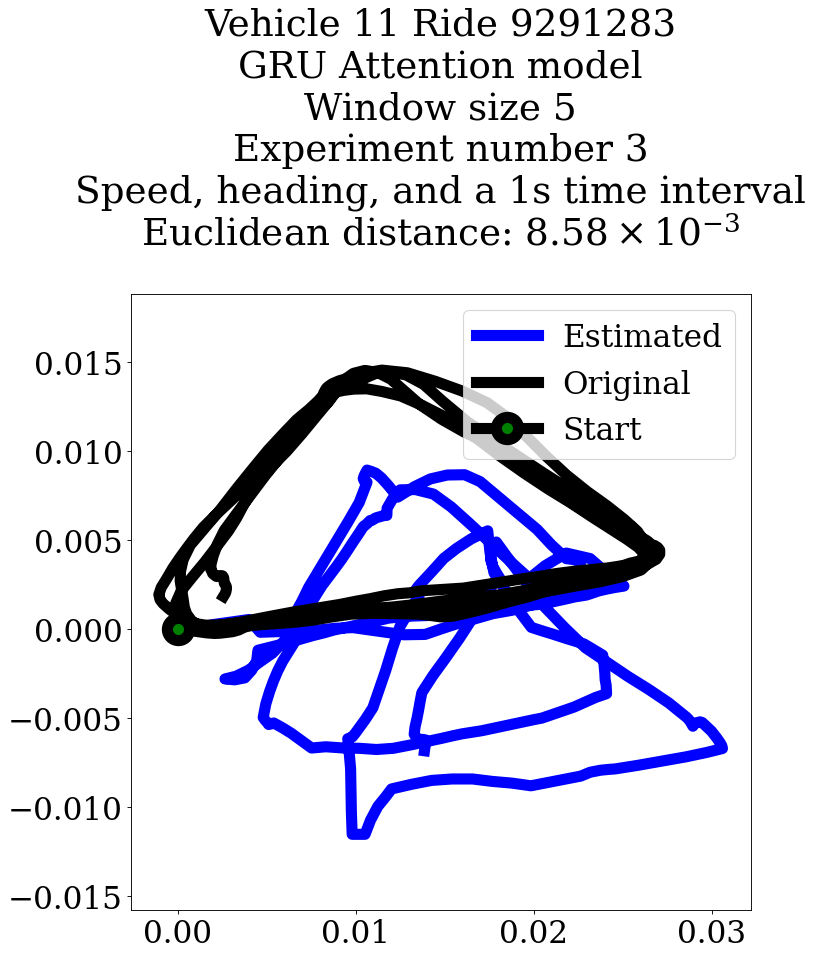 Vehicle 11 Ride 9291283
GRU Attention model
Window size 5
Experiment number 3
Speed, heading, and a 1s time interval
Euclidean distance: 8.58 × 10⁻³
Estimated
Original
Start
0.015
0.010
0.005
0.000
−0.005
−0.010
−0.015
0.00 0.01 0.02 0.03